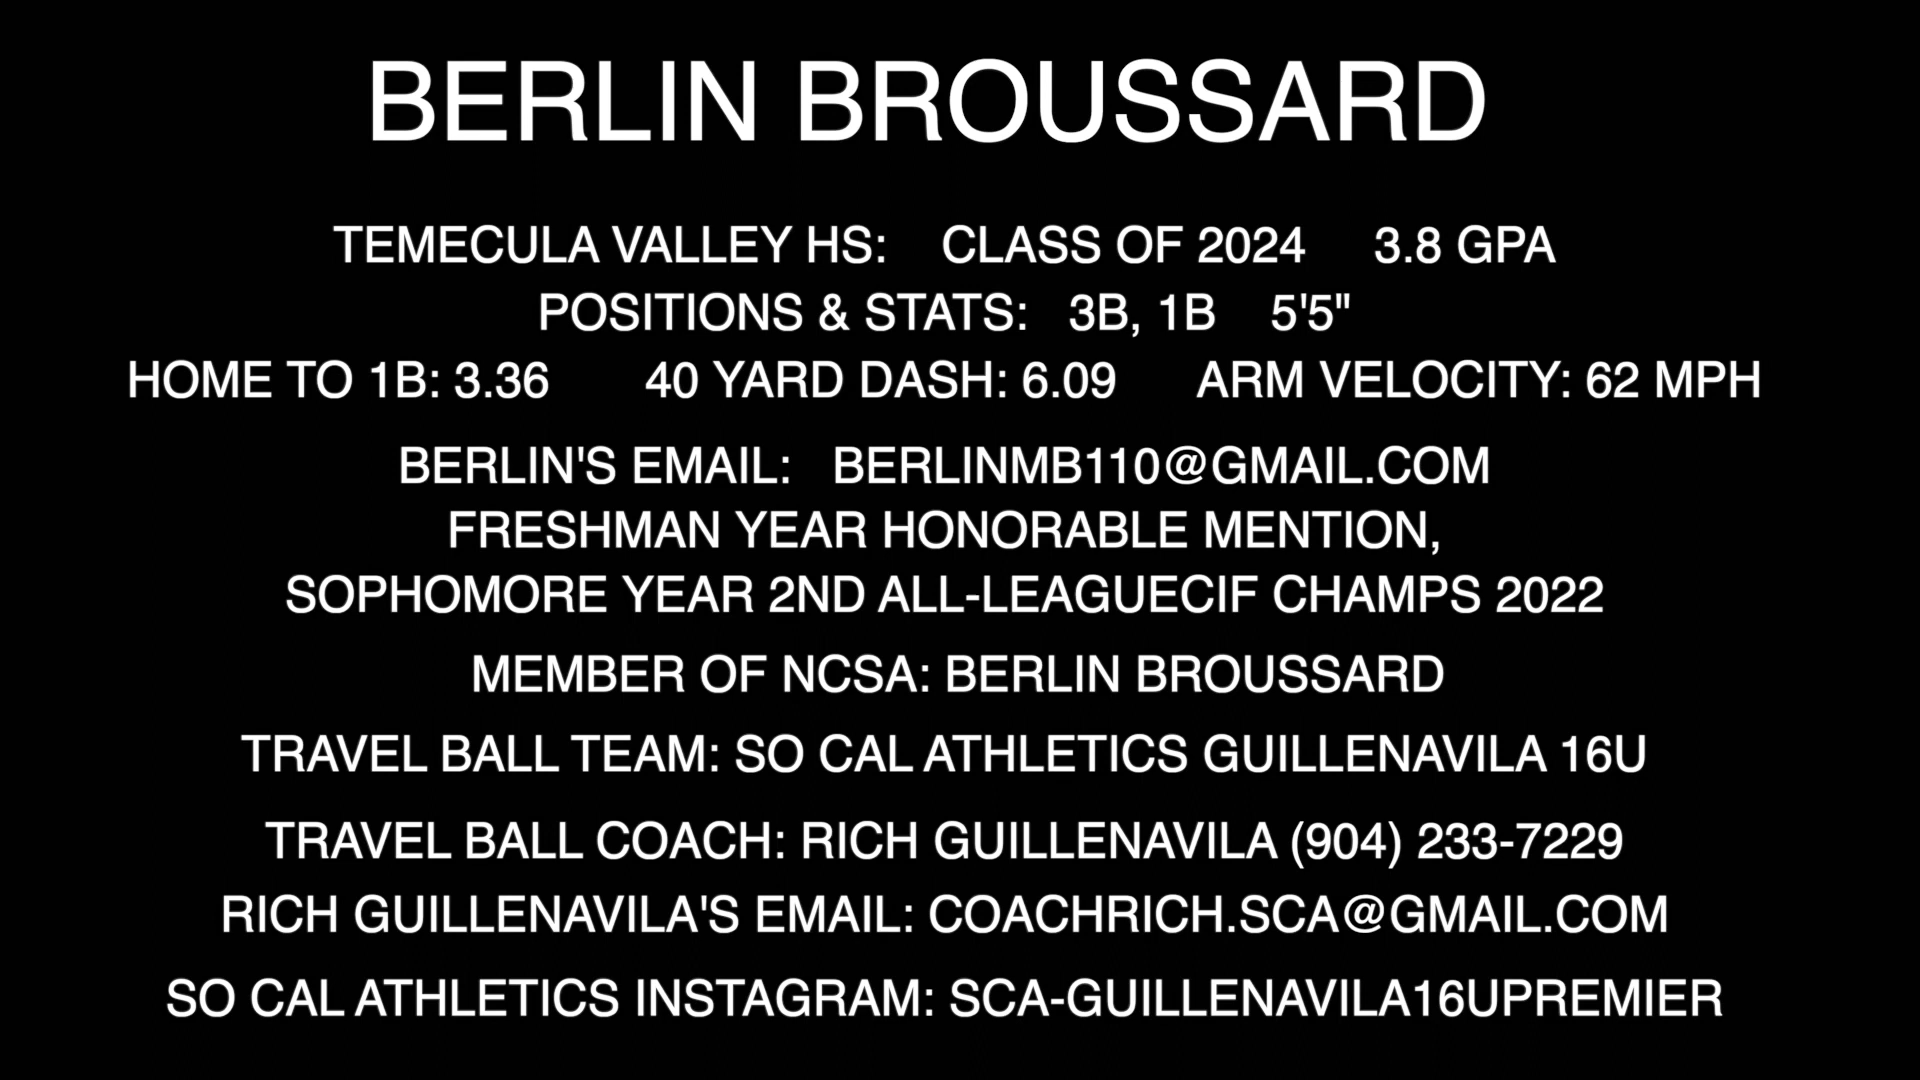 BERLIN BROUSSARD
TEMECULA VALLEY HS: CLASS OF 2024 3.8 GPA
POSITIONS & STATS: 3B, 1B 5'5"
HOME TO 1B: 3.36 40 YARD DASH: 6.09 ARM VELOCITY: 62 MPH
BERLIN'S EMAIL: BERLINMB110@GMAIL.COM
FRESHMAN YEAR HONORABLE MENTION,
SOPHOMORE YEAR 2ND ALL-LEAGUECIF CHAMPS 2022
MEMBER OF NCSA: BERLIN BROUSSARD
TRAVEL BALL TEAM: SO CAL ATHLETICS GUILLENAVILA 16U
TRAVEL BALL COACH: RICH GUILLENAVILA (904) 233-7229
RICH GUILLENAVILA'S EMAIL: COACHRICH.SCA@GMAIL.COM
SO CAL ATHLETICS INSTAGRAM: SCA-GUILLENAVILA16UPREMIER